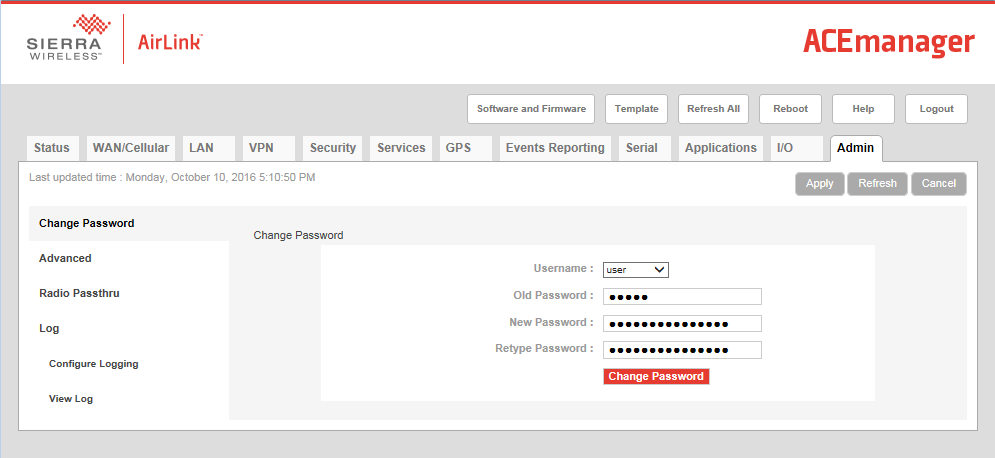 SIERRA
WIRELESS™
AirLink™
ACEmanager
Software and Firmware
Template
Refresh All
Reboot
Help
Logout
Status
WAN/Cellular
LAN
VPN
Security
Services
GPS
Events Reporting
Serial
Applications
I/O
Admin
Last updated time : Monday, October 10, 2016 5:10:50 PM
Apply
Refresh
Cancel
Change Password
Advanced
Radio Passthru
Log
Configure Logging
View Log
Change Password
Username :
user
Old Password :
●●●●●
New Password :
●●●●●●●●●●●●●●●
Retype Password :
●●●●●●●●●●●●●●●
Change Password